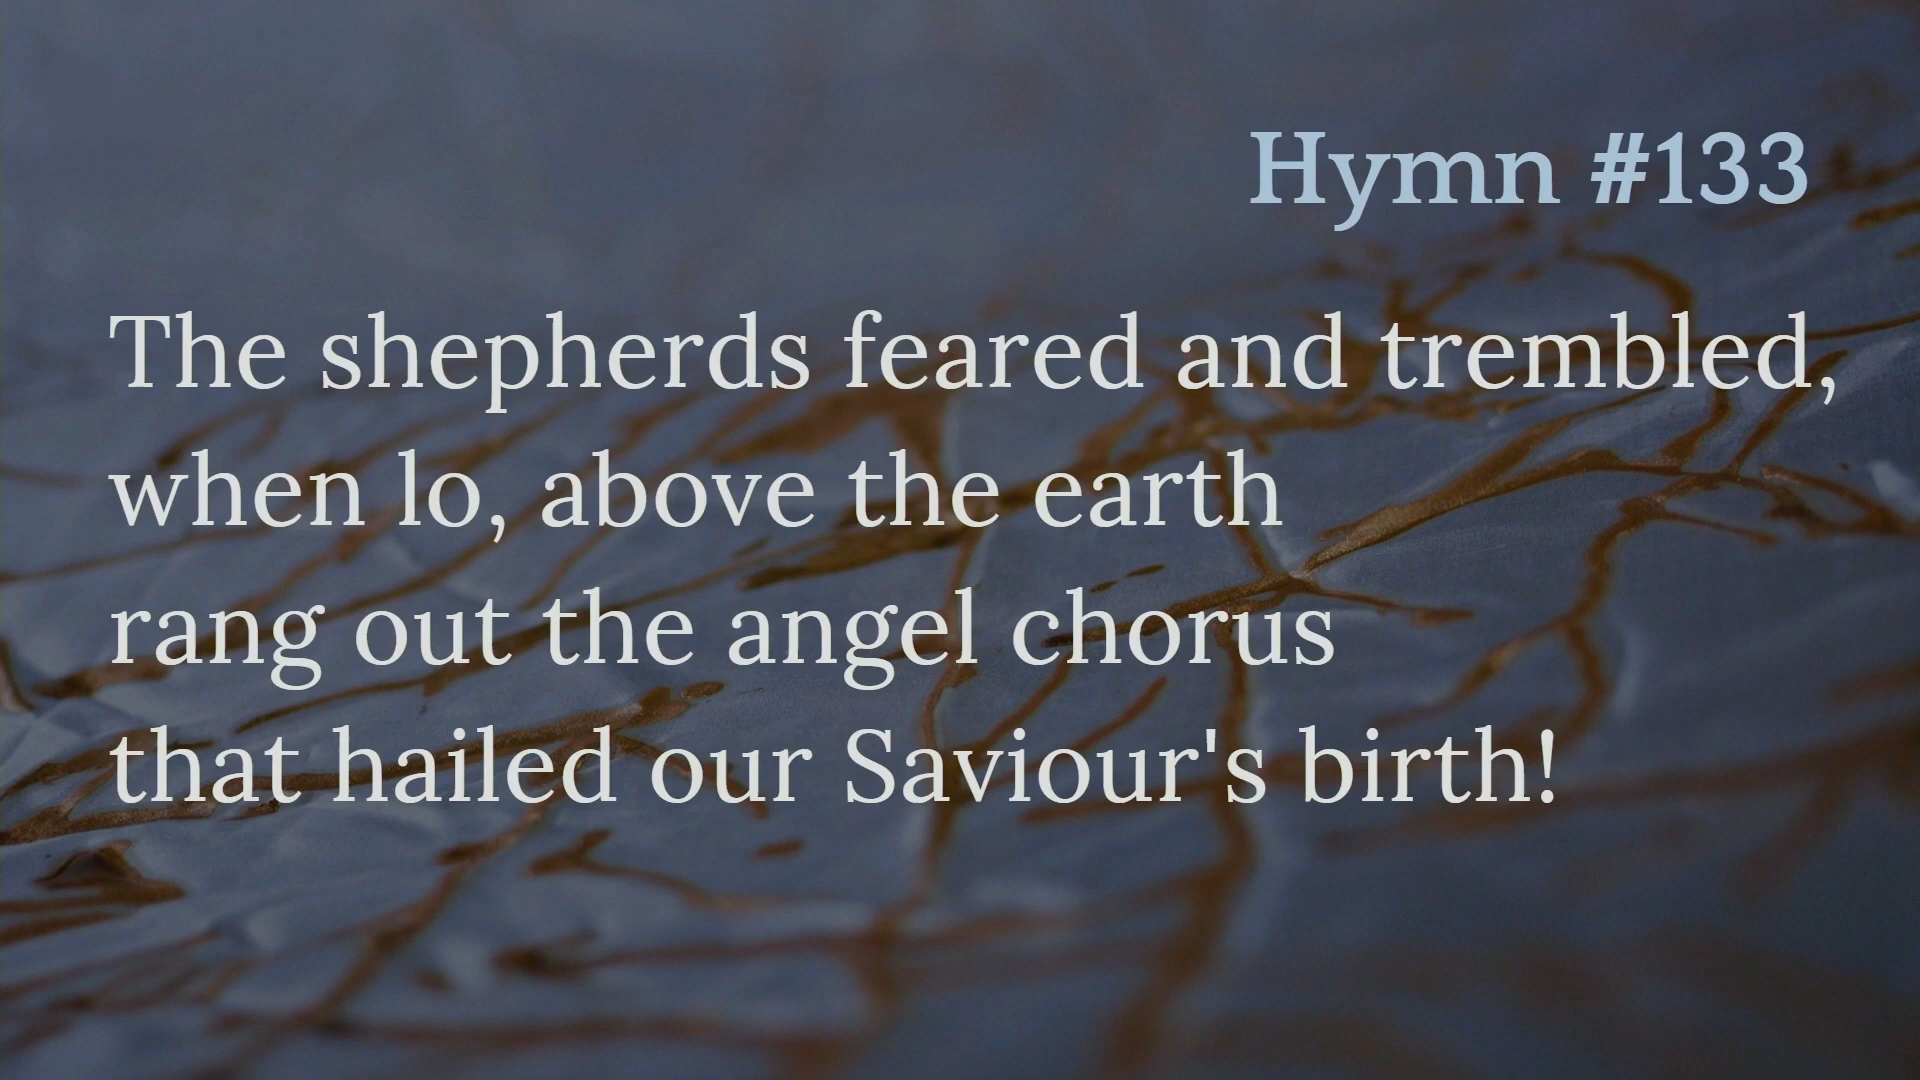 Hymn #133
The shepherds feared and trembled,
when lo, above the earth
rang out the angel chorus
that hailed our Saviour's birth!